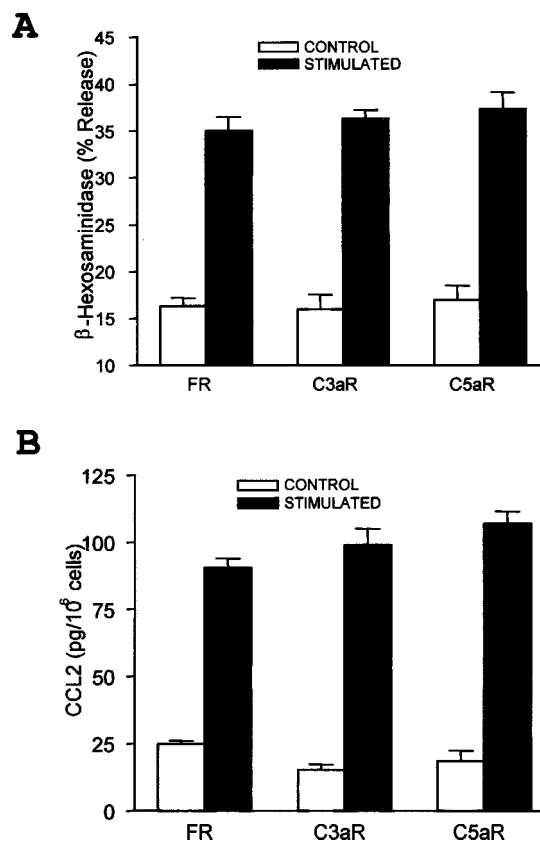 A
CONTROL
STIMULATED
β-Hexosaminidase (% Release)
45
40
35
30
25
20
15
10
FR C3aR C5aR
B
CONTROL
STIMULATED
CCL2 (pg/10⁶ cells)
125
100
75
50
25
0
FR C3aR C5aR